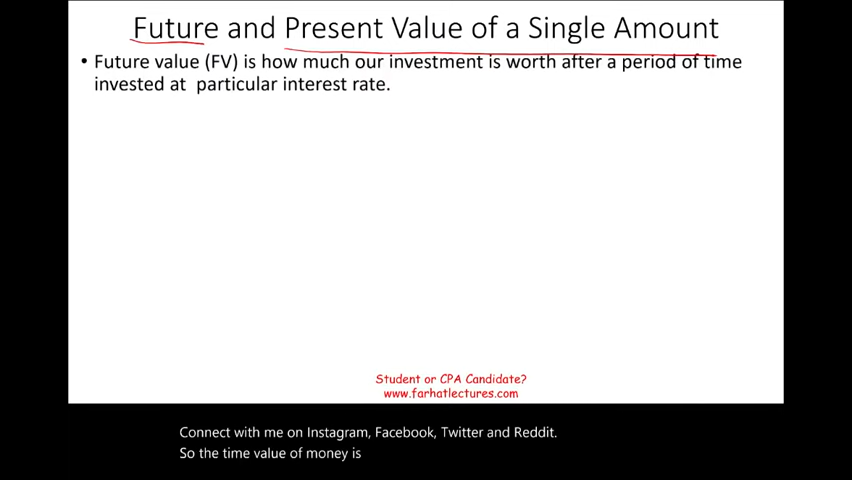 Future and Present Value of a Single Amount
• Future value (FV) is how much our investment is worth after a period of time
invested at particular interest rate.
Student or CPA Candidate?
www.farhatlectures.com
Connect with me on Instagram, Facebook, Twitter and Reddit.
So the time value of money is